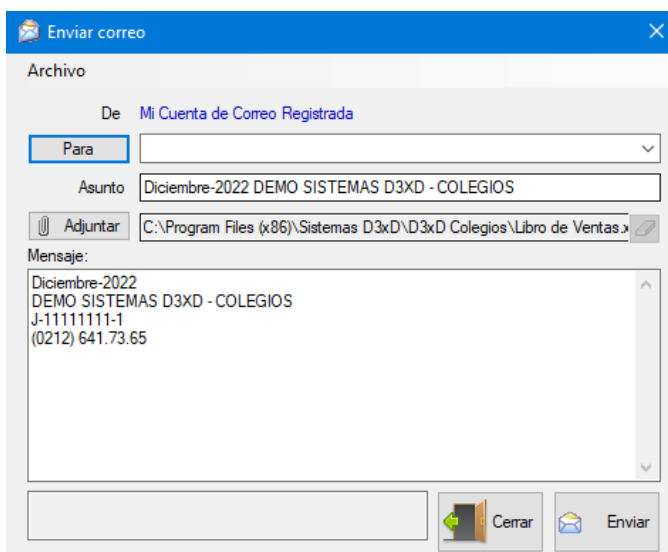 Enviar correo
Archivo
De Mi Cuenta de Correo Registrada
Para
Asunto Diciembre-2022 DEMO SISTEMAS D3XD - COLEGIOS
Adjuntar C:\Program Files (x86)\Sistemas D3xD\D3xD Colegios\Libro de Ventas.x
Mensaje:
Diciembre-2022
DEMO SISTEMAS D3XD - COLEGIOS
J-11111111-1
(0212) 641.73.65
Cerrar Enviar